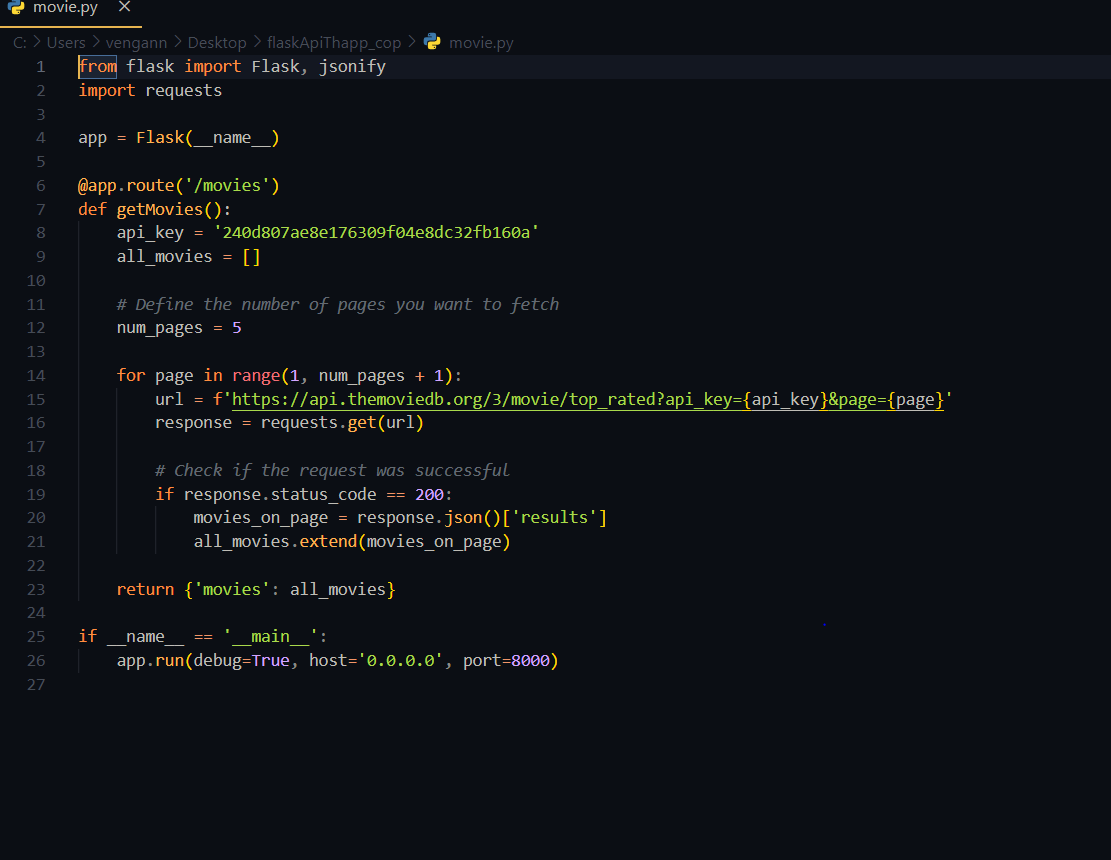 movie.py
C: > Users > vengann > Desktop > flaskApiThapp_cop > movie.py
1 from flask import Flask, jsonify
2 import requests
3
4 app = Flask(__name__)
5
6 @app.route('/movies')
7 def getMovies():
8     api_key = '240d807ae8e176309f04e8dc32fb160a'
9     all_movies = []
10
11     # Define the number of pages you want to fetch
12     num_pages = 5
13
14     for page in range(1, num_pages + 1):
15         url = f'https://api.themoviedb.org/3/movie/top_rated?api_key={api_key}&page={page}'
16         response = requests.get(url)
17
18         # Check if the request was successful
19         if response.status_code == 200:
20             movies_on_page = response.json()['results']
21             all_movies.extend(movies_on_page)
22
23     return {'movies': all_movies}
24
25 if __name__ == '__main__':
26     app.run(debug=True, host='0.0.0.0', port=8000)
27